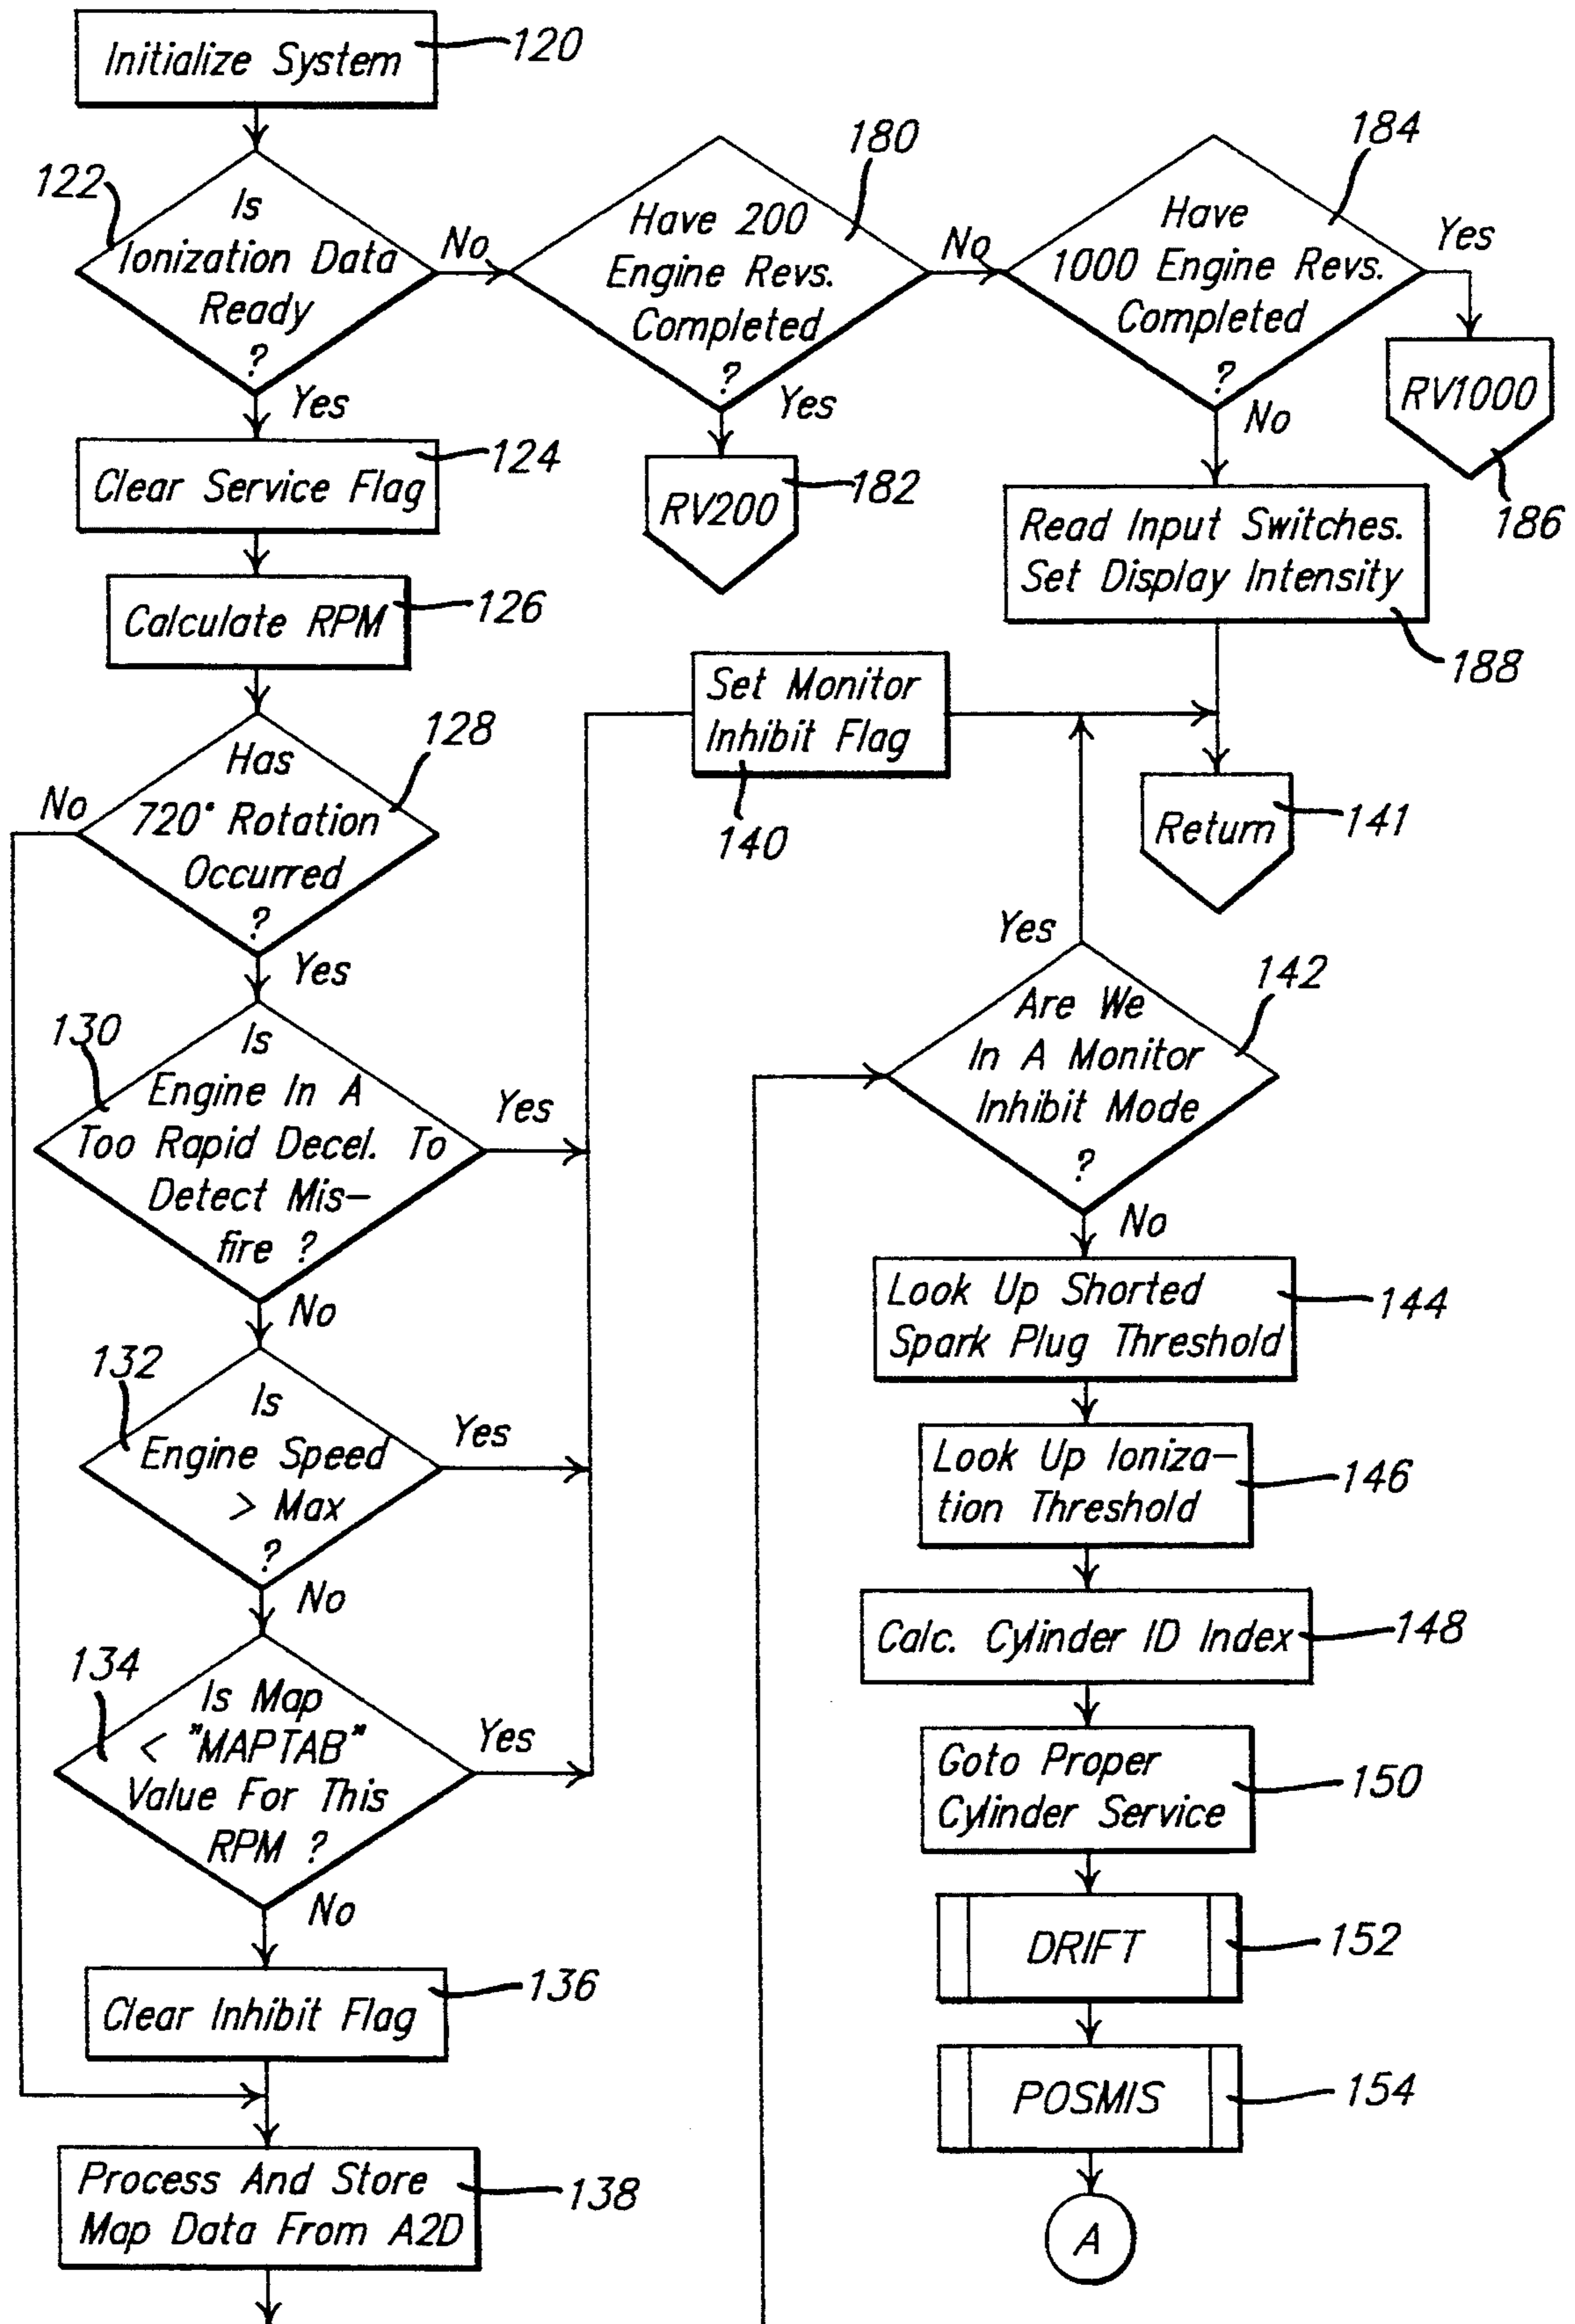 Initialize System
120
122
Is
Ionization Data
Ready
?
No
Yes
180
Have 200
Engine Revs.
Completed
?
No
Yes
184
Have
1000 Engine Revs.
Completed
?
Yes
No
RV1000
186
RV200
182
Clear Service Flag
124
Read Input Switches.
Set Display Intensity
188
Calculate RPM
126
Set Monitor
Inhibit Flag
140
Return
141
128
Has
720° Rotation
Occurred
?
No
Yes
130
Is
Engine In A
Too Rapid Decel. To
Detect Mis-
fire ?
Yes
No
132
Is
Engine Speed
> Max
?
Yes
No
134
Is Map
< "MAPTAB"
Value For This
RPM ?
Yes
No
Clear Inhibit Flag
136
Process And Store
Map Data From A2D
138
Yes
142
Are We
In A Monitor
Inhibit Mode
?
No
Look Up Shorted
Spark Plug Threshold
144
Look Up Ioniza-
tion Threshold
146
Calc. Cylinder ID Index
148
Goto Proper
Cylinder Service
150
DRIFT
152
POSMIS
154
A